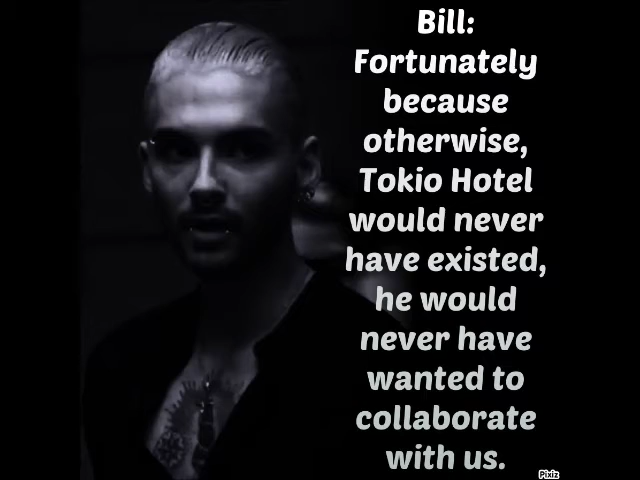 Bill:
Fortunately
because
otherwise,
Tokio Hotel
would never
have existed,
he would
never have
wanted to
collaborate
with us.
Pixiz